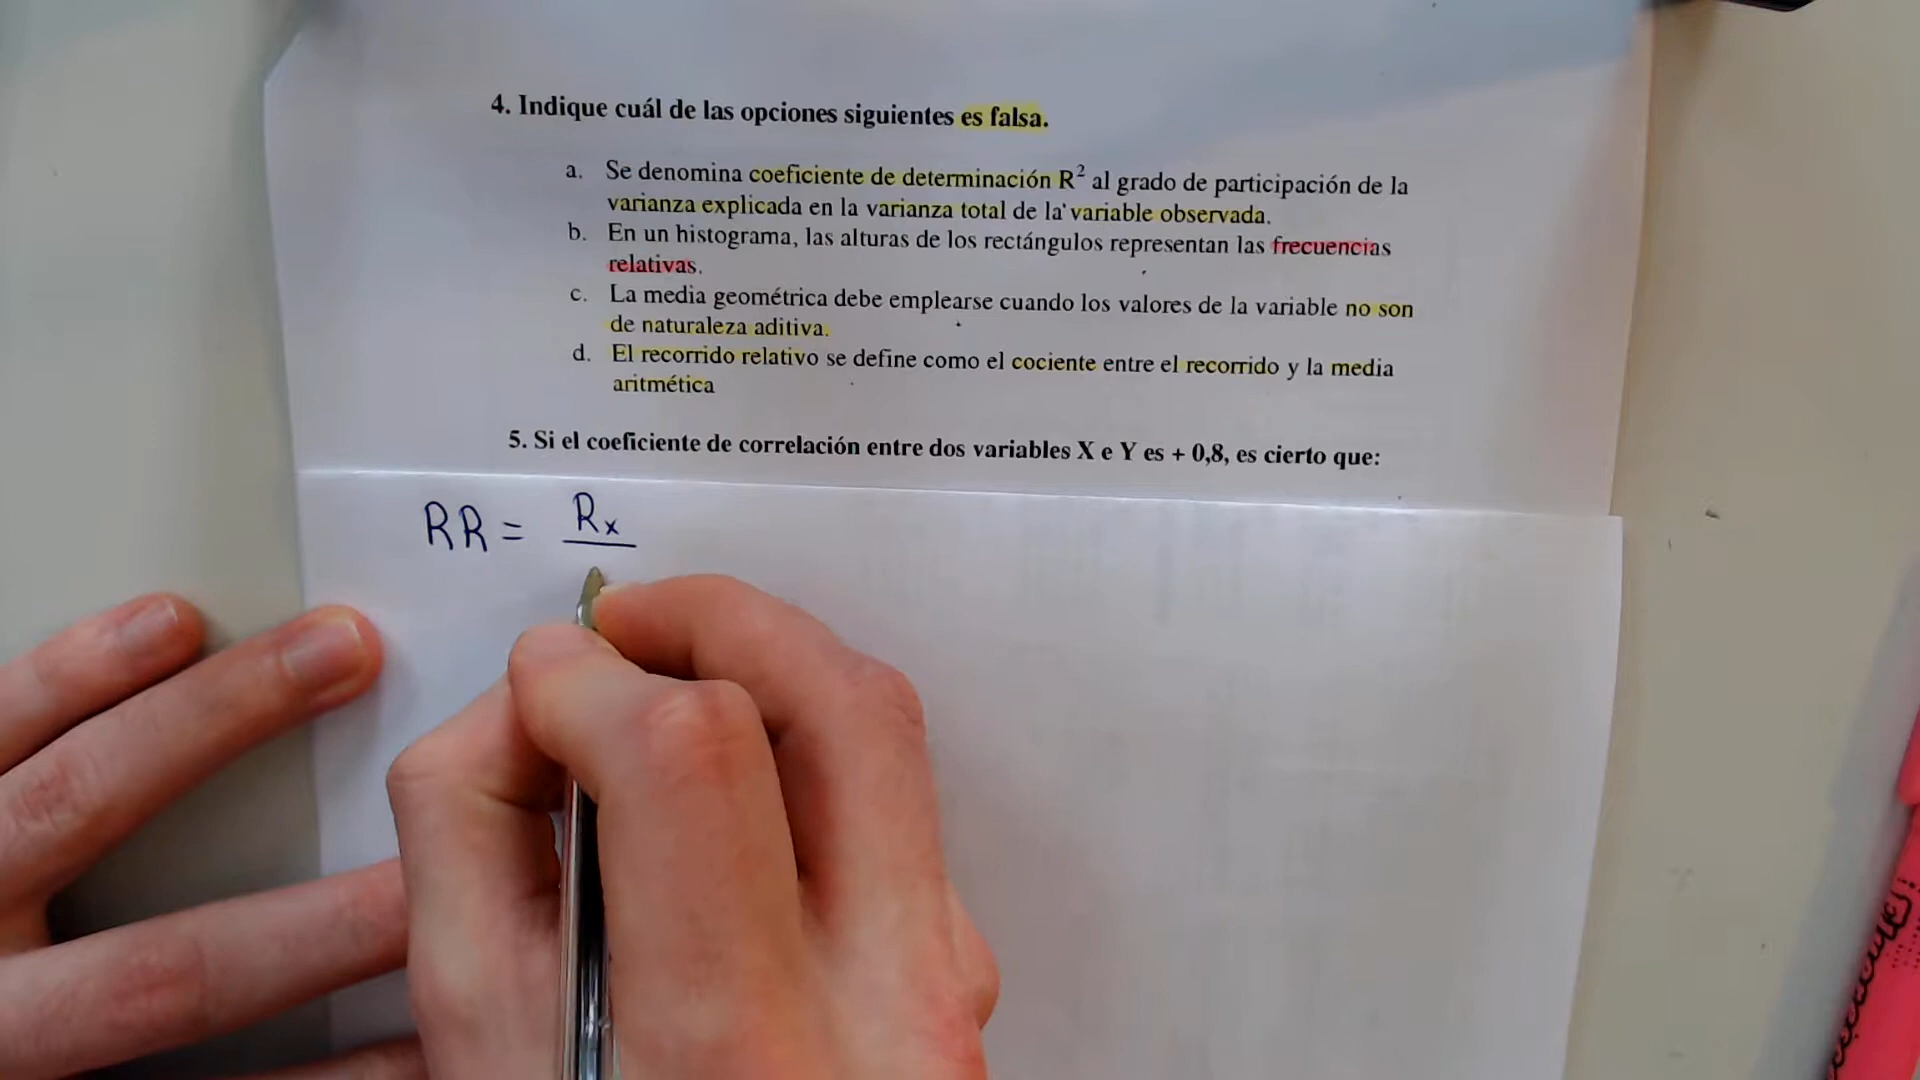 4. Indique cuál de las opciones siguientes es falsa.
a. Se denomina coeficiente de determinación R² al grado de participación de la
varianza explicada en la varianza total de la variable observada.
b. En un histograma, las alturas de los rectángulos representan las frecuencias
relativas.
c. La media geométrica debe emplearse cuando los valores de la variable no son
de naturaleza aditiva.
d. El recorrido relativo se define como el cociente entre el recorrido y la media
aritmética
5. Si el coeficiente de correlación entre dos variables X e Y es + 0,8, es cierto que:
RR = Rx